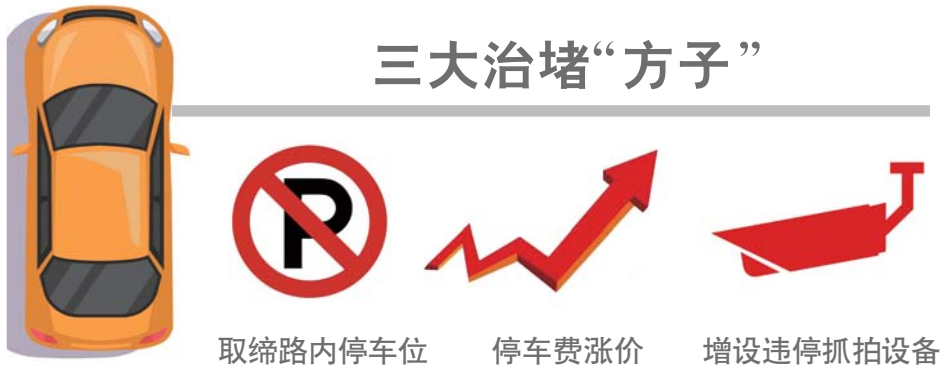 三大治堵“方子”
P
取缔路内停车位
停车费涨价
增设违停抓拍设备